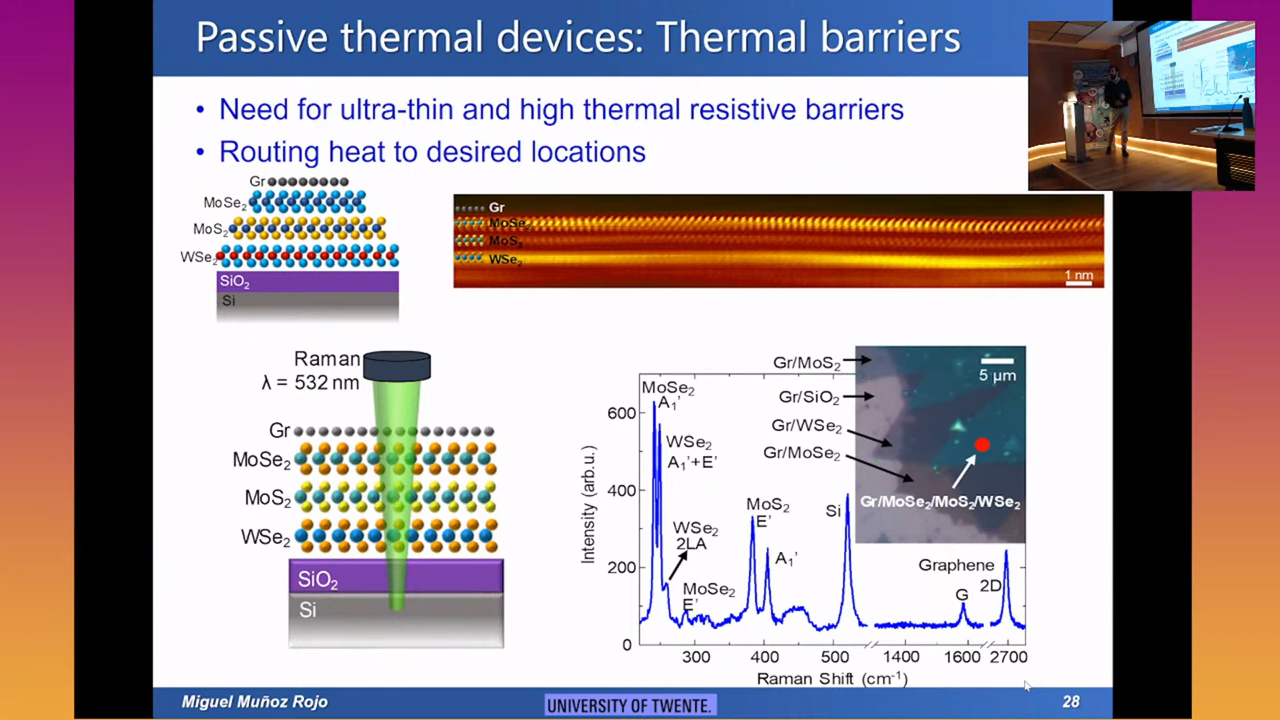 Passive thermal devices: Thermal barriers
• Need for ultra-thin and high thermal resistive barriers
• Routing heat to desired locations
Gr
MoSe₂
MoS₂
WSe₂
SiO₂
Si
Gr
MoSe₂
MoS₂
WSe₂
1 nm
Raman
λ = 532 nm
Gr
MoSe₂
MoS₂
WSe₂
SiO₂
Si
Gr/MoS₂
Gr/SiO₂
Gr/WSe₂
Gr/MoSe₂
5 µm
Gr/MoSe₂/MoS₂/WSe₂
MoSe₂
A₁’
WSe₂
A₁’+E’
WSe₂
2LA
MoSe₂
E’
MoS₂
E’
A₁’
Si
Graphene
2D
G
Intensity (arb.u.)
600
400
200
0
300 400 500 1400 1600 2700
Raman Shift (cm⁻¹)
Miguel Muñoz Rojo
UNIVERSITY OF TWENTE.
28